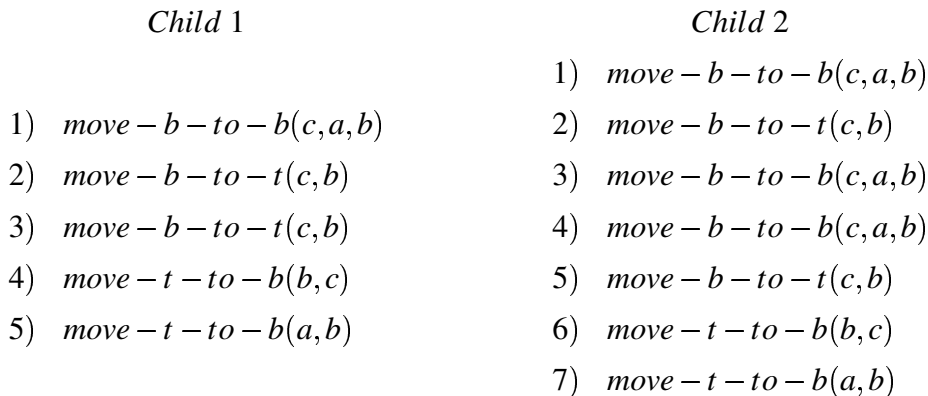 Child 1
1) move − b − to − b(c, a, b)
2) move − b − to − t(c, b)
3) move − b − to − t(c, b)
4) move − t − to − b(b, c)
5) move − t − to − b(a, b)
Child 2
1) move − b − to − b(c, a, b)
2) move − b − to − t(c, b)
3) move − b − to − b(c, a, b)
4) move − b − to − b(c, a, b)
5) move − b − to − t(c, b)
6) move − t − to − b(b, c)
7) move − t − to − b(a, b)